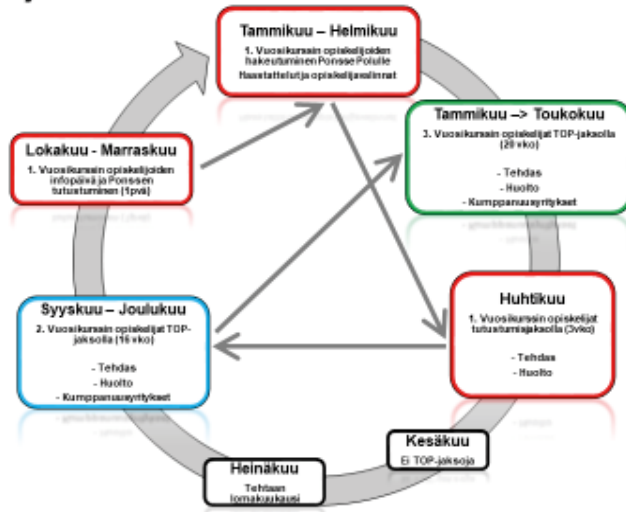 Tammikuu – Helmikuu
1. Vuosikurssin opiskelijoiden
hakeutuminen Ponsse Polulle
Haastattelut ja opiskelijavalinnat
Tammikuu –> Toukokuu
3. Vuosikurssin opiskelijat TOP-jaksolla
(20 vko)
- Tehdas
- Huolto
- Kumppanuusyritykset
Lokakuu - Marraskuu
1. Vuosikurssin opiskelijoiden
infopäivä ja Ponssen
tutustuminen (1pvä)
Huhtikuu
1. Vuosikurssin opiskelijat
tutustumisjaksolla (3vko)
- Tehdas
- Huolto
Syyskuu – Joulukuu
2. Vuosikurssin opiskelijat TOP-
jaksolla (16 vko)
- Tehdas
- Huolto
- Kumppanuusyritykset
Kesäkuu
Ei TOP-jaksoja
Heinäkuu
Tehtaan
lomakuukausi